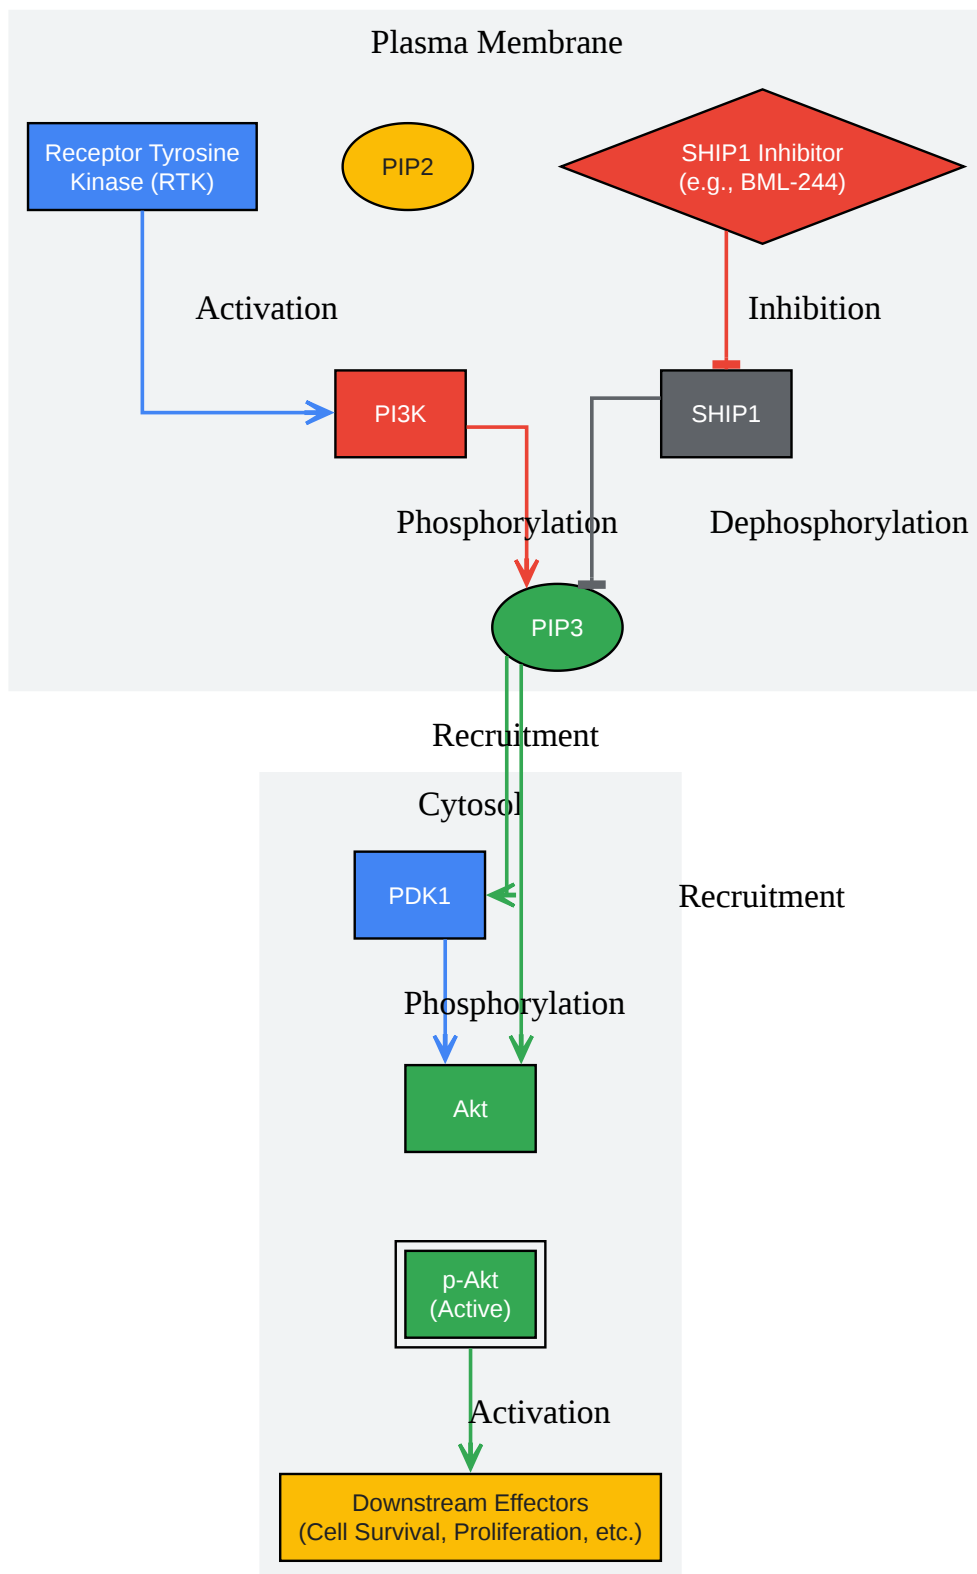 Plasma Membrane
Receptor Tyrosine
Kinase (RTK)
PIP2
SHIP1 Inhibitor
(e.g., BML-244)
Activation
Inhibition
PI3K
SHIP1
Phosphorylation
Dephosphorylation
PIP3
Recruitment
Cytosol
PDK1
Recruitment
Phosphorylation
Akt
p-Akt
(Active)
Activation
Downstream Effectors
(Cell Survival, Proliferation, etc.)